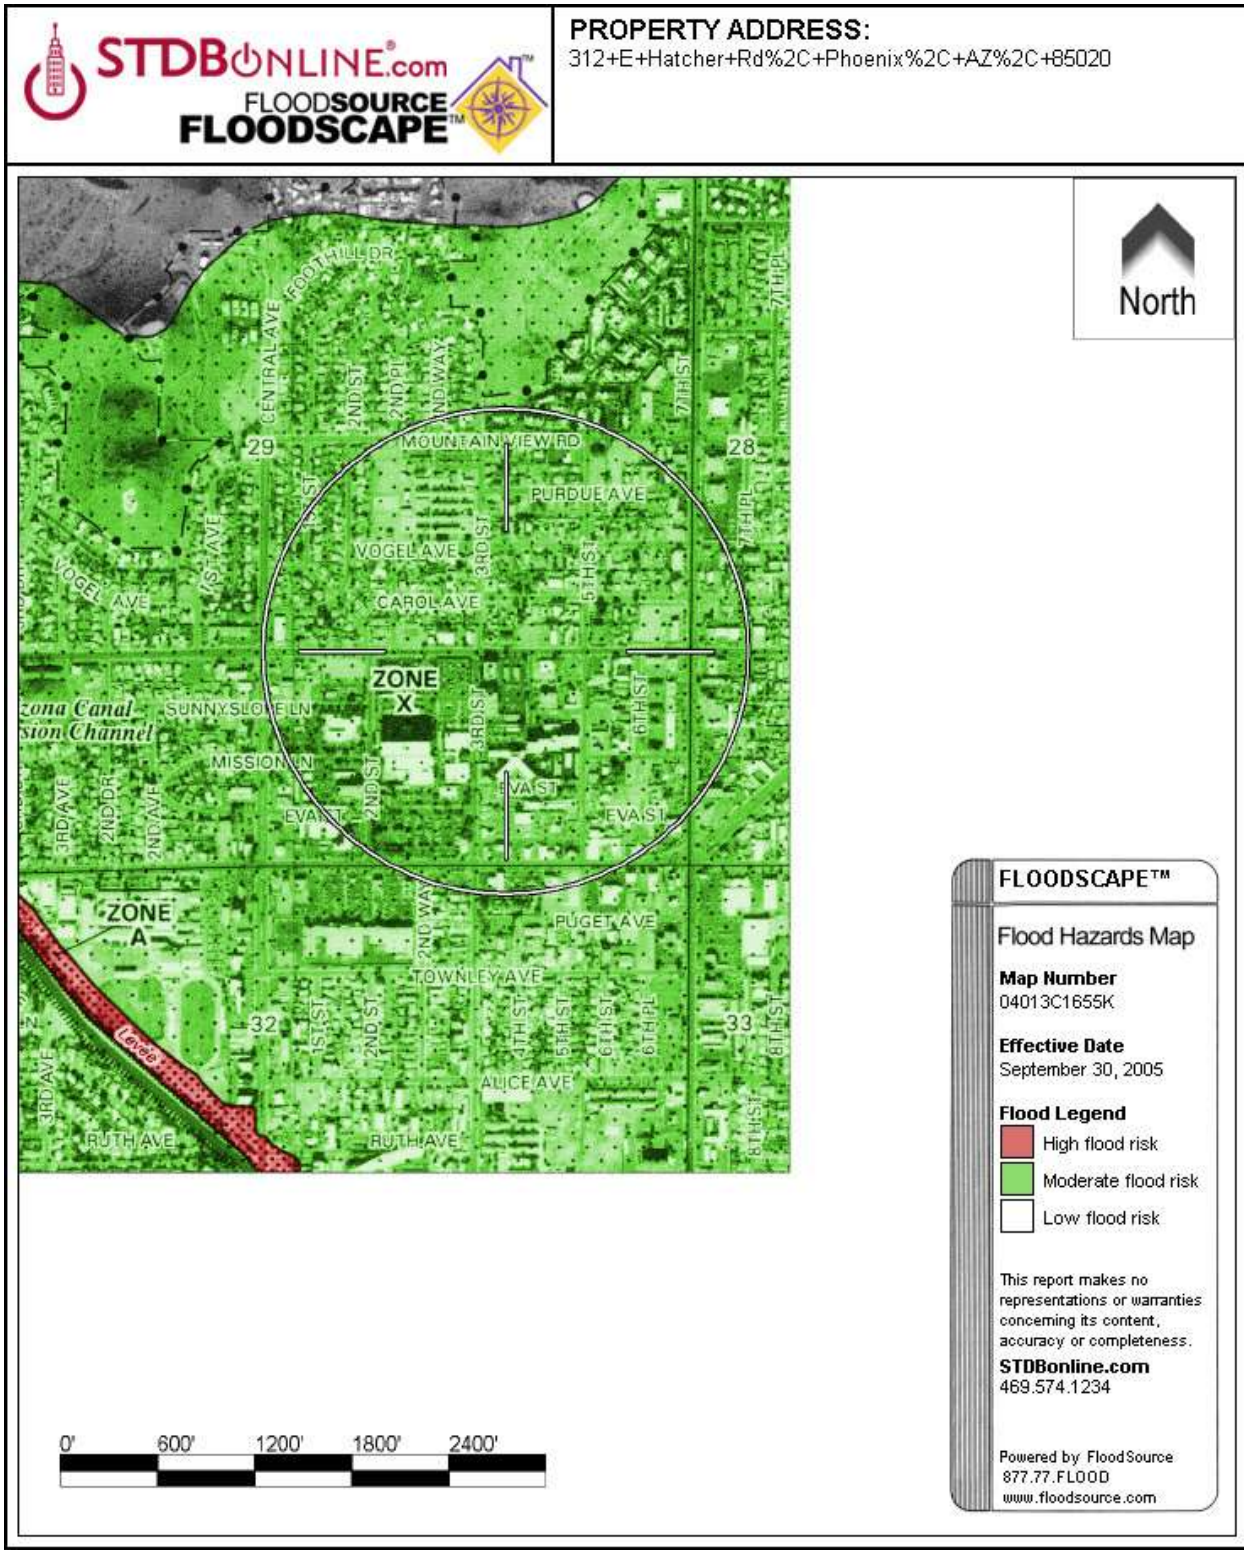 STDBONLINE®.com
FLOODSOURCE
FLOODSCAPE™
TM
PROPERTY ADDRESS:
312+E+Hatcher+Rd%2C+Phoenix%2C+AZ%2C+85020
North
FOOTHILL DR
7TH PL
CENTRAL AVE
2ND ST
2ND PL
2ND WAY
7TH ST
29
MOUNTAIN VIEW RD
28
1ST ST
PURDUE AVE
7TH PL
1ST AVE
VOGEL AVE
3RD ST
5TH ST
VOGEL AVE
CAROL AVE
ZONE
X
zona Canal
sion Channel
SUNNYSLOPE LN
3RD ST
6TH ST
MISSION LN
2ND ST
EVA ST
3RD AVE
2ND DR
2ND AVE
EVA ST
EVA ST
ZONE
A
2ND WAY
PUGET AVE
TOWNLEY AVE
Levee
32
1ST ST
2ND ST
4TH ST
5TH ST
6TH ST
6TH PL
33
8TH ST
3RD AVE
ALICE AVE
RUTH AVE
RUTH AVE
8TH ST
FLOODSCAPE™
Flood Hazards Map
Map Number
04013C1655K
Effective Date
September 30, 2005
Flood Legend
High flood risk
Moderate flood risk
Low flood risk
This report makes no
representations or warranties
concerning its content,
accuracy or completeness.
STDBonline.com
469.574.1234
Powered by FloodSource
877.77.FLOOD
www.floodsource.com
0' 600' 1200' 1800' 2400'